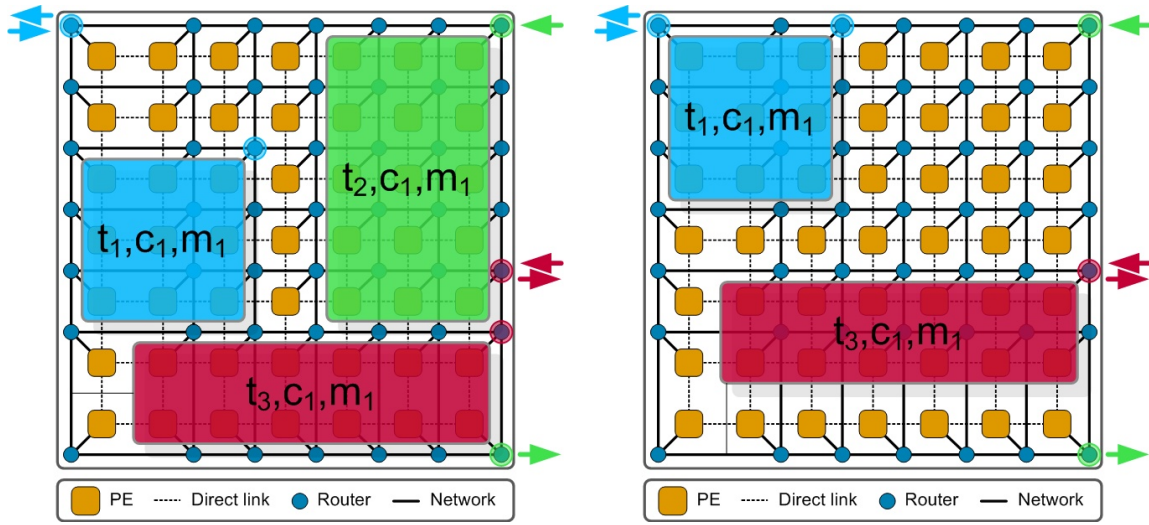 t₁,c₁,m₁
t₂,c₁,m₁
t₃,c₁,m₁
PE Direct link Router Network
t₁,c₁,m₁
t₃,c₁,m₁
PE Direct link Router Network